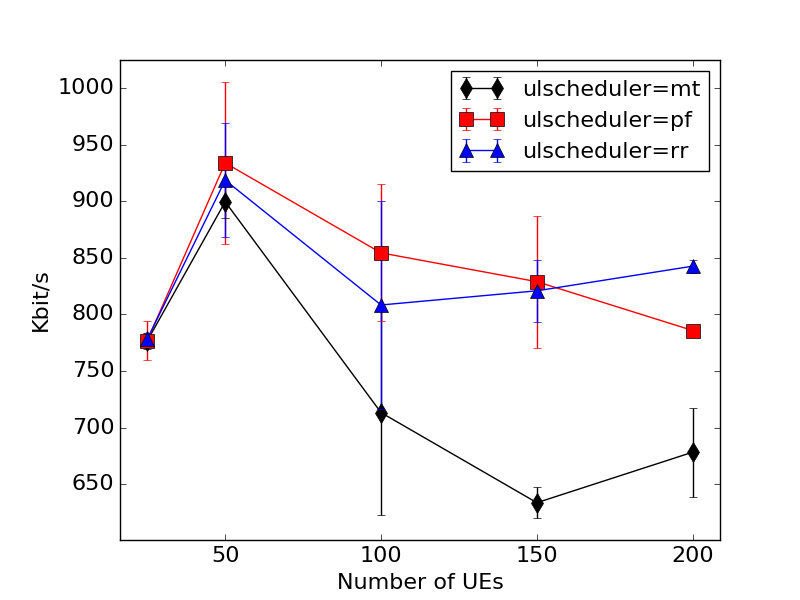 1000
950
900
850
800
750
700
650
Kbit/s
50 100 150 200
Number of UEs
ulscheduler=mt
ulscheduler=pf
ulscheduler=rr